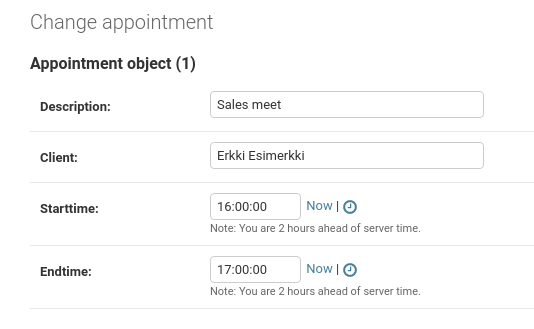 Change appointment
Appointment object (1)
Description: Sales meet
Client: Erkki Esimerkki
Starttime: 16:00:00 Now |
Note: You are 2 hours ahead of server time.
Endtime: 17:00:00 Now |
Note: You are 2 hours ahead of server time.